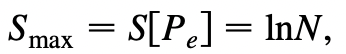 S_max = S[P_e] = lnN,